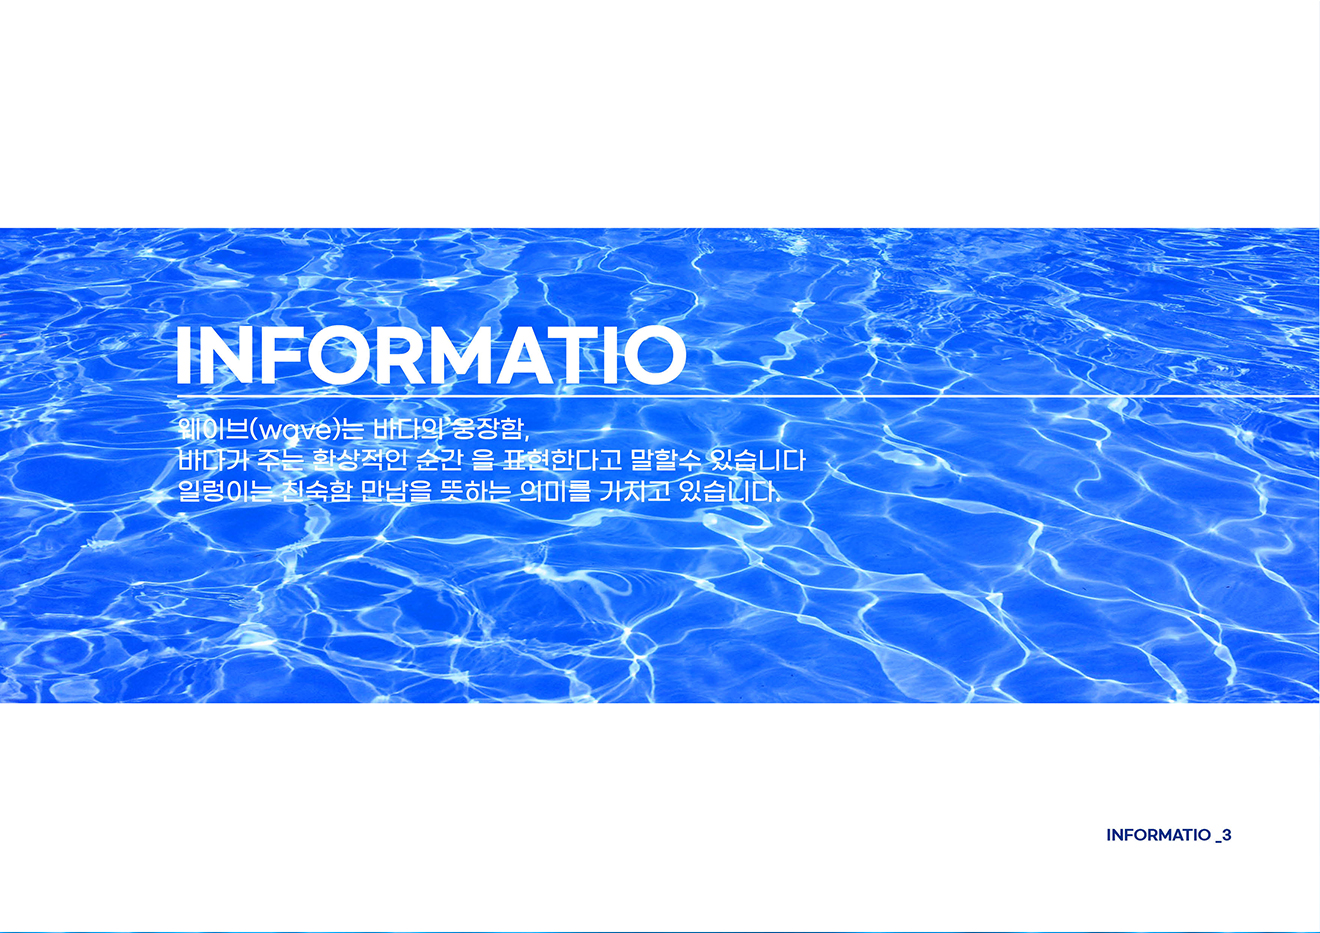 INFORMATIO
웨이브(wave)는 바다의 웅장함,
바다가 주는 환상적인 순간 을 표현한다고 말할수 있습니다
일렁이는 친숙함 만남을 뜻하는 의미를 가지고 있습니다.
INFORMATIO _3